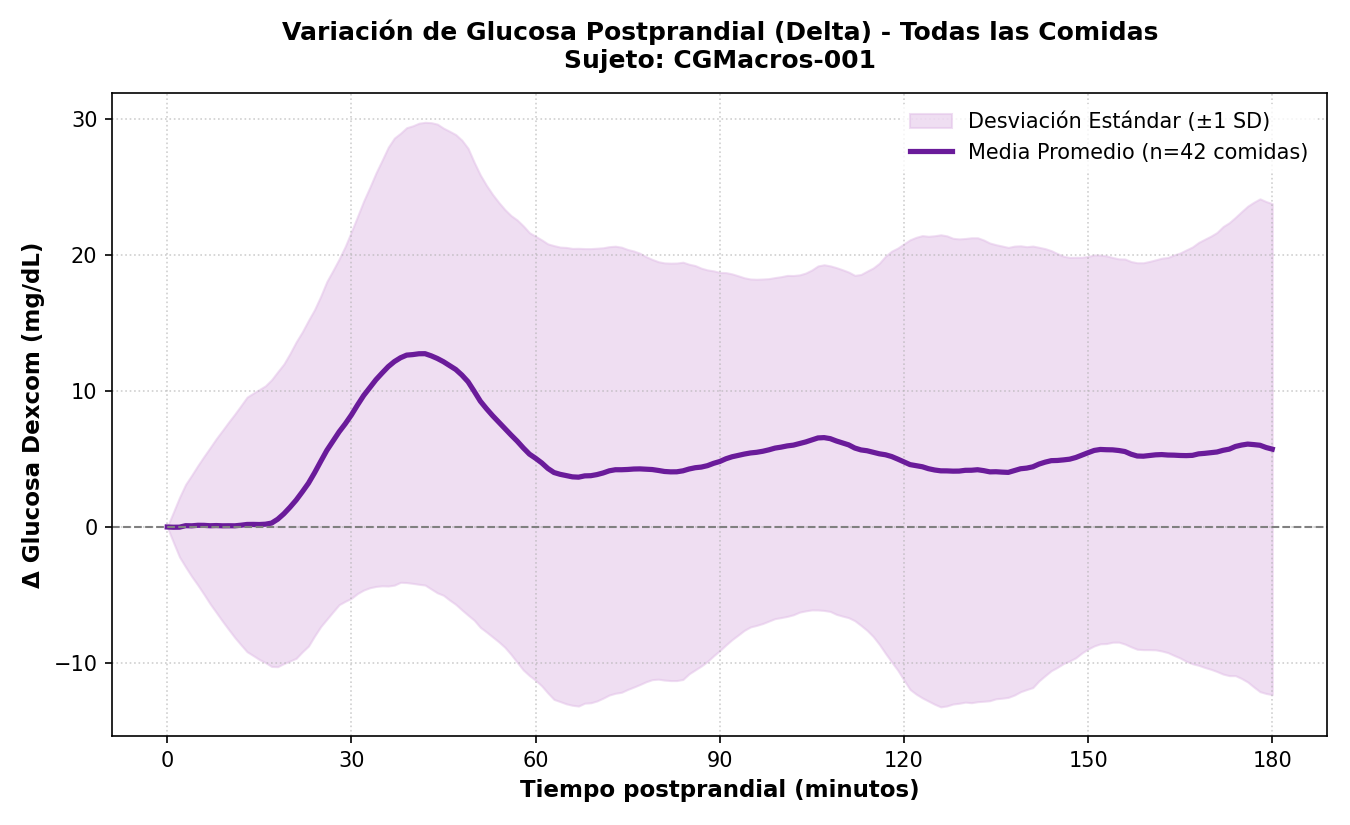 Variación de Glucosa Postprandial (Delta) - Todas las Comidas
Sujeto: CGMacros-001
Desviación Estándar (±1 SD)
Media Promedio (n=42 comidas)
Δ Glucosa Dexcom (mg/dL)
30
20
10
0
−10
0 30 60 90 120 150 180
Tiempo postprandial (minutos)